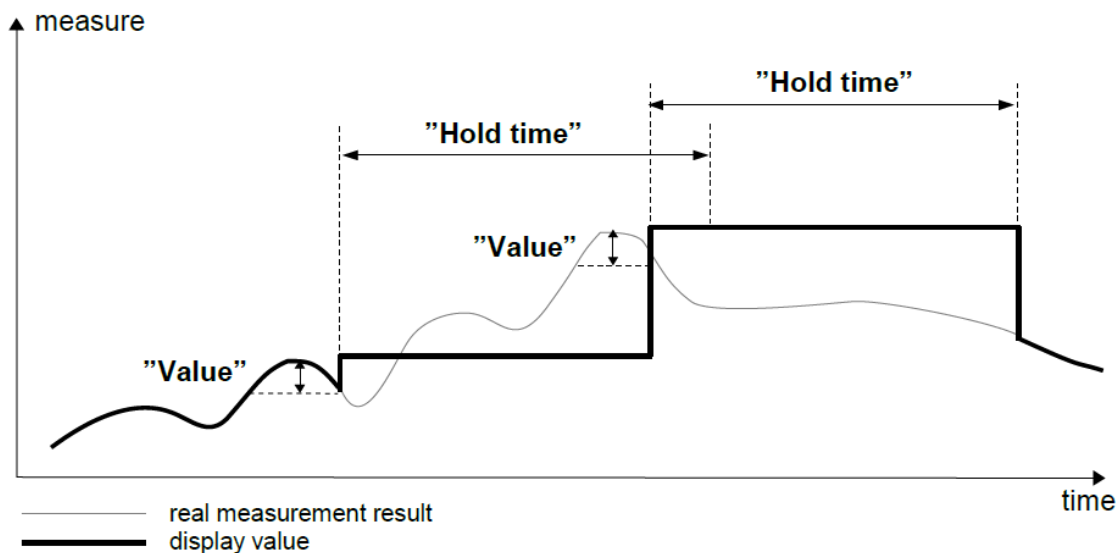 measure
”Hold time”
”Hold time”
”Value”
”Value”
time
real measurement result
display value